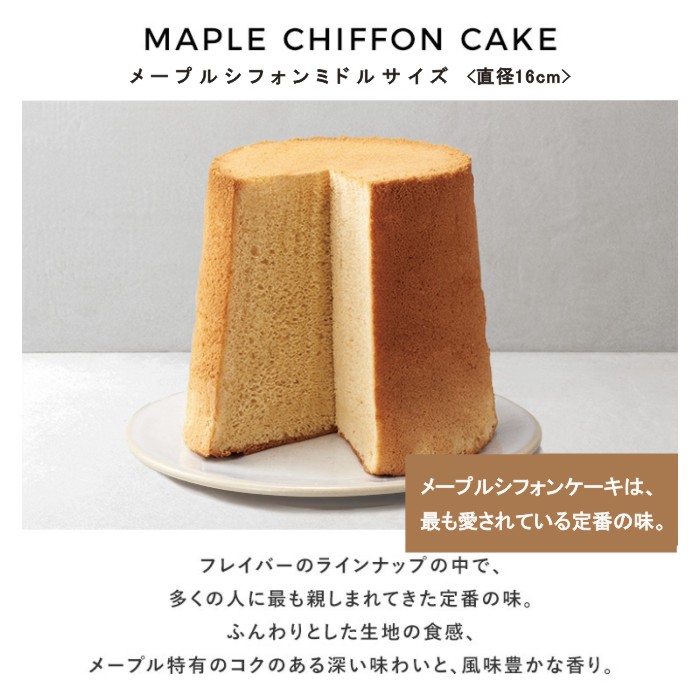 MAPLE CHIFFON CAKE
メープルシフォンミドルサイズ <直径16cm>
メープルシフォンケーキは、
最も愛されている定番の味。
フレイバーのラインナップの中で、
多くの人に最も親しまれてきた定番の味。
ふんわりとした生地の食感、
メープル特有のコクのある深い味わいと、風味豊かな香り。